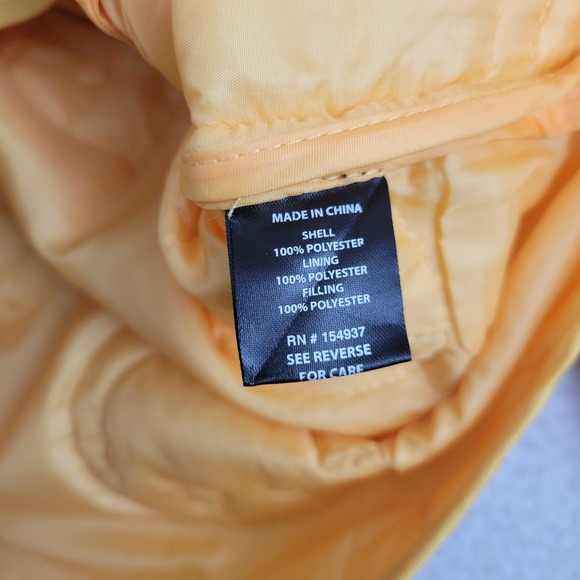 MADE IN CHINA
SHELL
100% POLYESTER
LINING
100% POLYESTER
FILLING
100% POLYESTER
RN # 154937
SEE REVERSE
FOR CARE